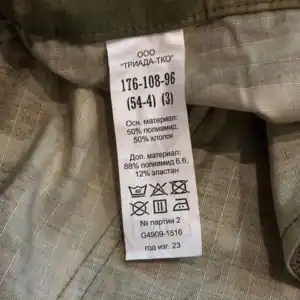 ООО
"ТРИАДА-ТКО"
176-108-96
(54-4) (3)
Осн. материал:
50% полиамид,
50% хлопок
Доп. материал:
88% полиамид 6.6,
12% эластан
№ партии 2
G4909-1516
год изг. 23